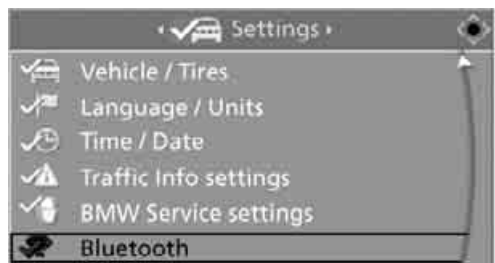 Settings
Vehicle / Tires
Language / Units
Time / Date
Traffic Info settings
BMW Service settings
Bluetooth